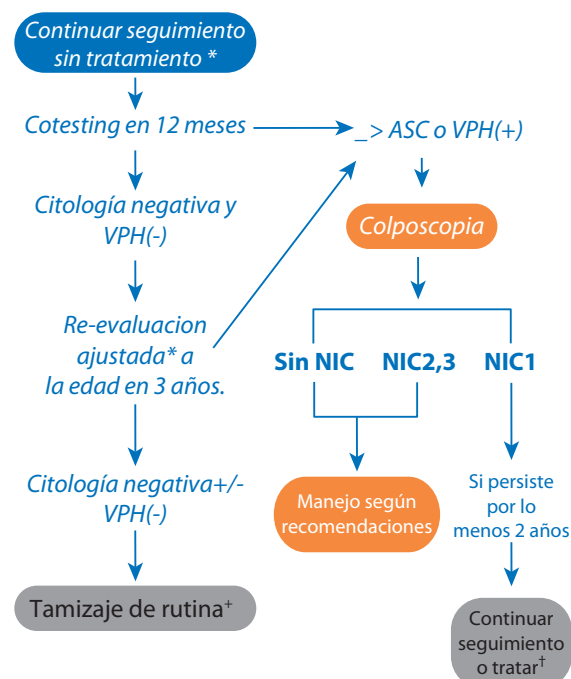 Continuar seguimiento
sin tratamiento *
Cotesting en 12 meses
_> ASC o VPH(+)
Citología negativa y
VPH(-)
Colposcopia
Re-evaluacion
ajustada* a
la edad en 3 años.
Sin NIC
NIC2,3
NIC1
Citología negativa+/-
VPH(-)
Manejo según
recomendaciones
Si persiste
por lo
menos 2 años
Tamizaje de rutina+
Continuar
seguimiento
o tratar†